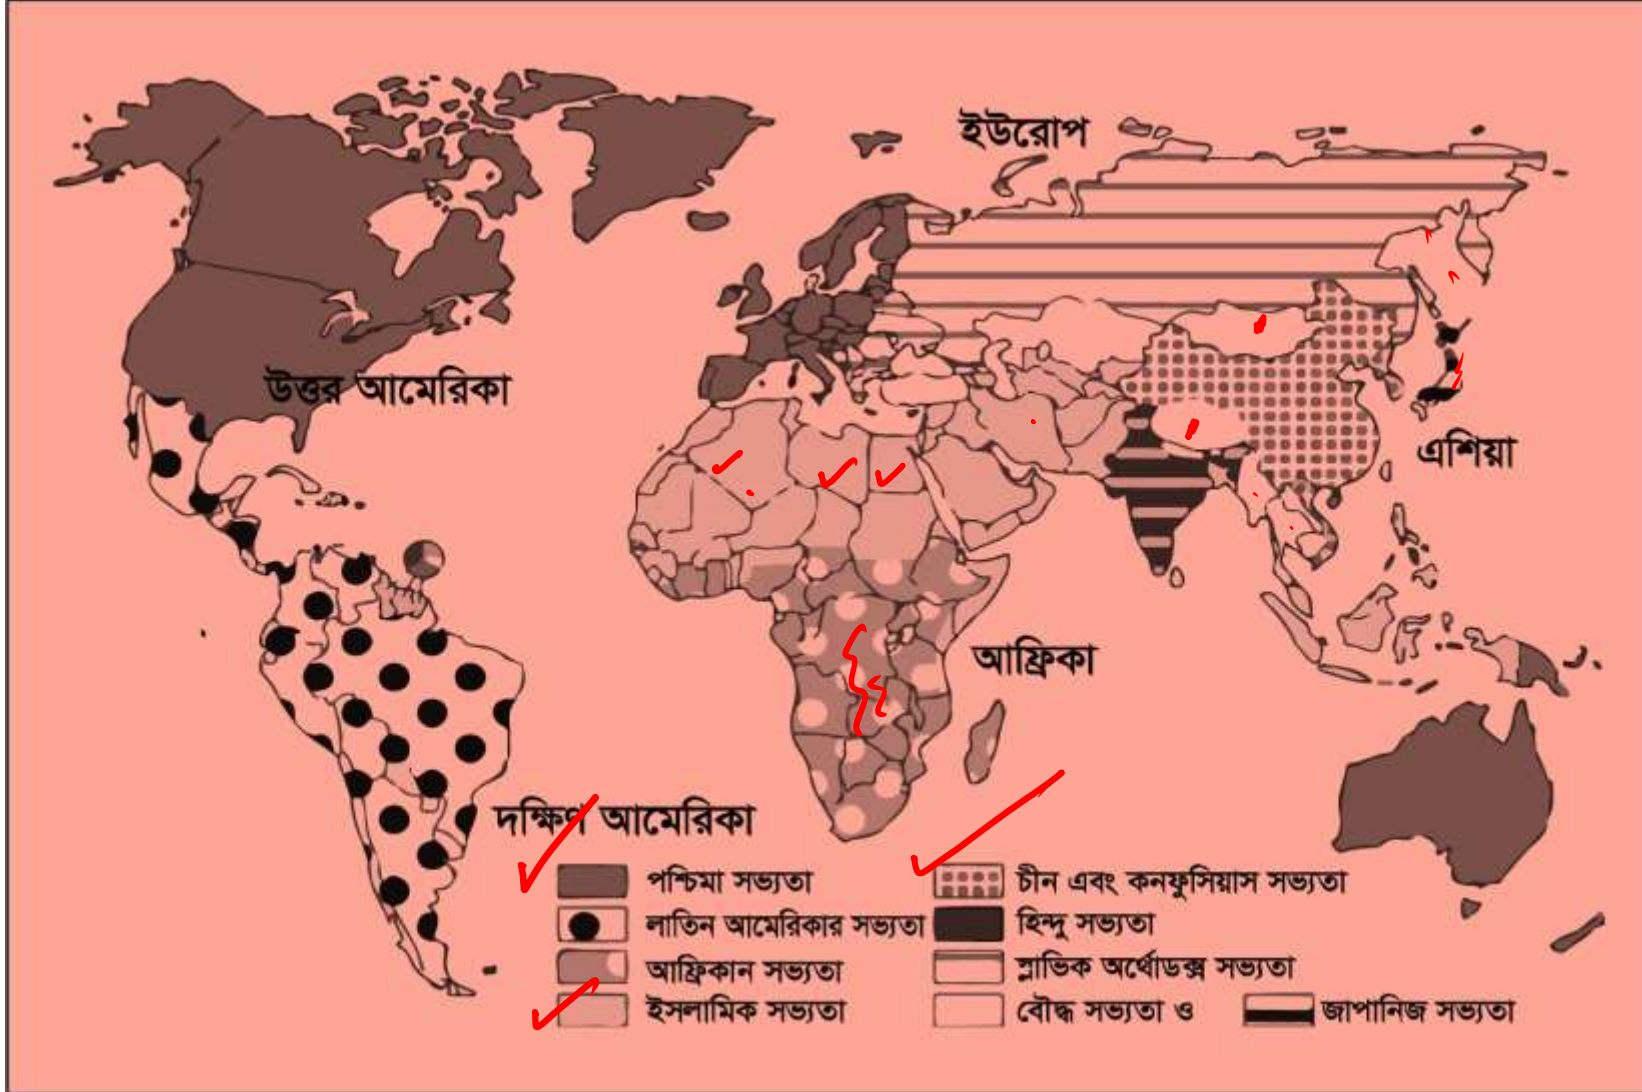 ইউরোপ
উত্তর আমেরিকা
এশিয়া
আফ্রিকা
দক্ষিণ আমেরিকা
পশ্চিমা সভ্যতা
চীন এবং কনফুসিয়াস সভ্যতা
লাতিন আমেরিকার সভ্যতা
হিন্দু সভ্যতা
আফ্রিকান সভ্যতা
স্লাভিক অর্থোডক্স সভ্যতা
ইসলামিক সভ্যতা
বৌদ্ধ সভ্যতা ও
জাপানিজ সভ্যতা